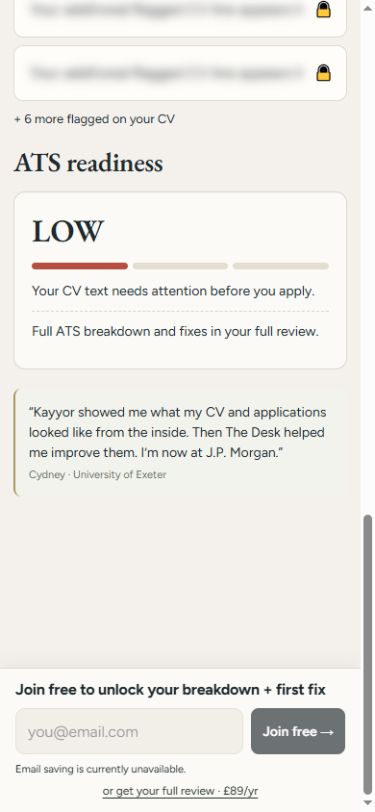 + 6 more flagged on your CV
ATS readiness
LOW
Your CV text needs attention before you apply.
Full ATS breakdown and fixes in your full review.
“Kayyor showed me what my CV and applications
looked like from the inside. Then The Desk helped
me improve them. I’m now at J.P. Morgan.”
Cydney · University of Exeter
Join free to unlock your breakdown + first fix
you@email.com
Join free →
Email saving is currently unavailable.
or get your full review · £89/yr